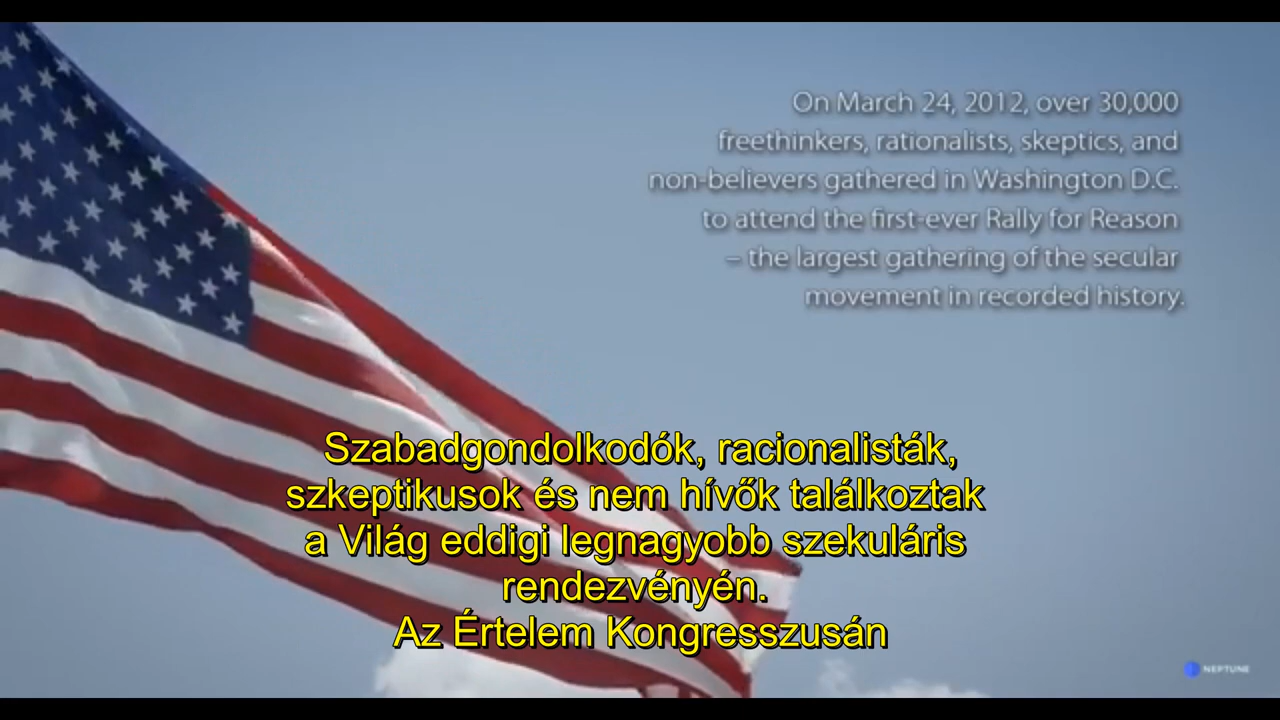 On March 24, 2012, over 30,000
freethinkers, rationalists, skeptics, and
non-believers gathered in Washington D.C.
to attend the first-ever Rally for Reason
– the largest gathering of the secular
movement in recorded history.
Szabadgondolkodók, racionalisták,
szkeptikusok és nem hívők találkoztak
a Világ eddigi legnagyobb szekuláris
rendezvényén.
Az Értelem Kongresszusán
NEPTUNE